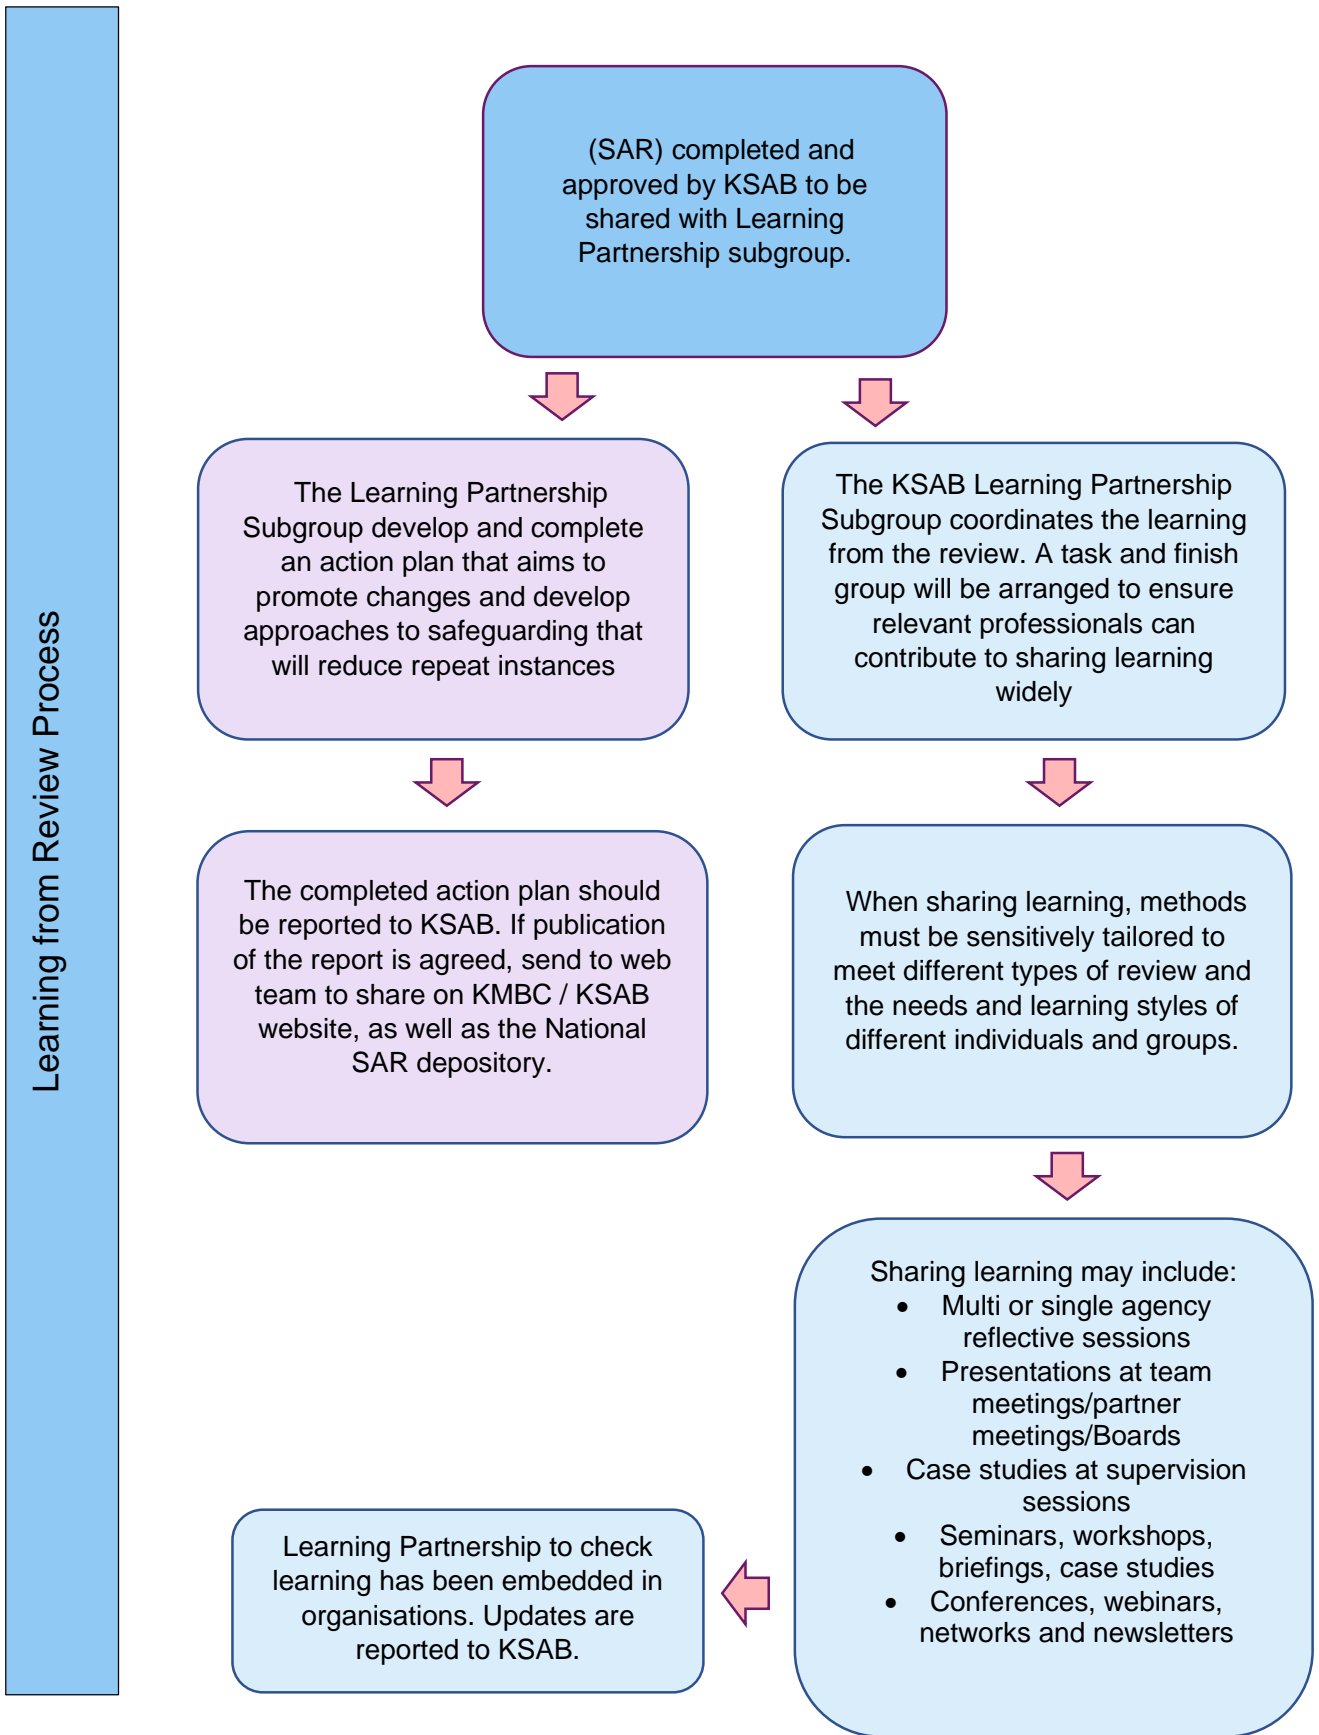 Learning from Review Process
(SAR) completed and
approved by KSAB to be
shared with Learning
Partnership subgroup.
The Learning Partnership
Subgroup develop and complete
an action plan that aims to
promote changes and develop
approaches to safeguarding that
will reduce repeat instances
The KSAB Learning Partnership
Subgroup coordinates the learning
from the review. A task and finish
group will be arranged to ensure
relevant professionals can
contribute to sharing learning
widely
The completed action plan should
be reported to KSAB. If publication
of the report is agreed, send to web
team to share on KMBC / KSAB
website, as well as the National
SAR depository.
When sharing learning, methods
must be sensitively tailored to
meet different types of review and
the needs and learning styles of
different individuals and groups.
Sharing learning may include:
• Multi or single agency
reflective sessions
• Presentations at team
meetings/partner
meetings/Boards
• Case studies at supervision
sessions
• Seminars, workshops,
briefings, case studies
• Conferences, webinars,
networks and newsletters
Learning Partnership to check
learning has been embedded in
organisations. Updates are
reported to KSAB.